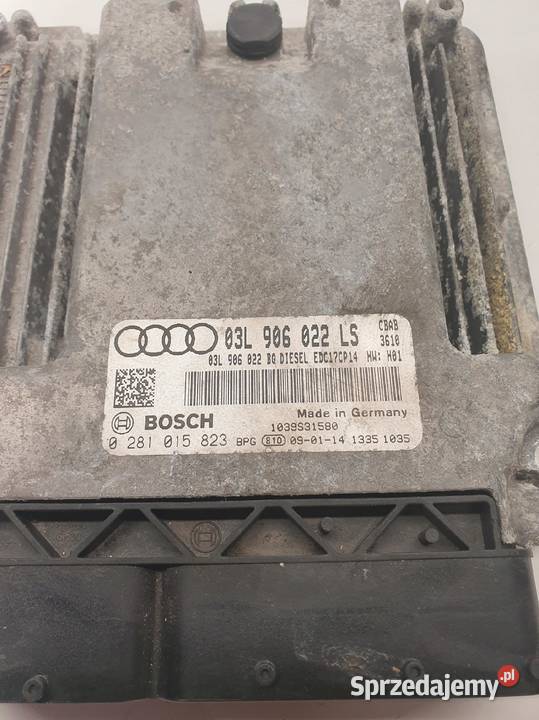 03L 906 022 LS CBAB
3610
03L 906 022 BQ DIESEL EDC17CP14 HW: H01
BOSCH Made in Germany
1039S31580
0 281 015 823 BPG 810 09-01-14 1335 1035
Sprzedajemy.pl